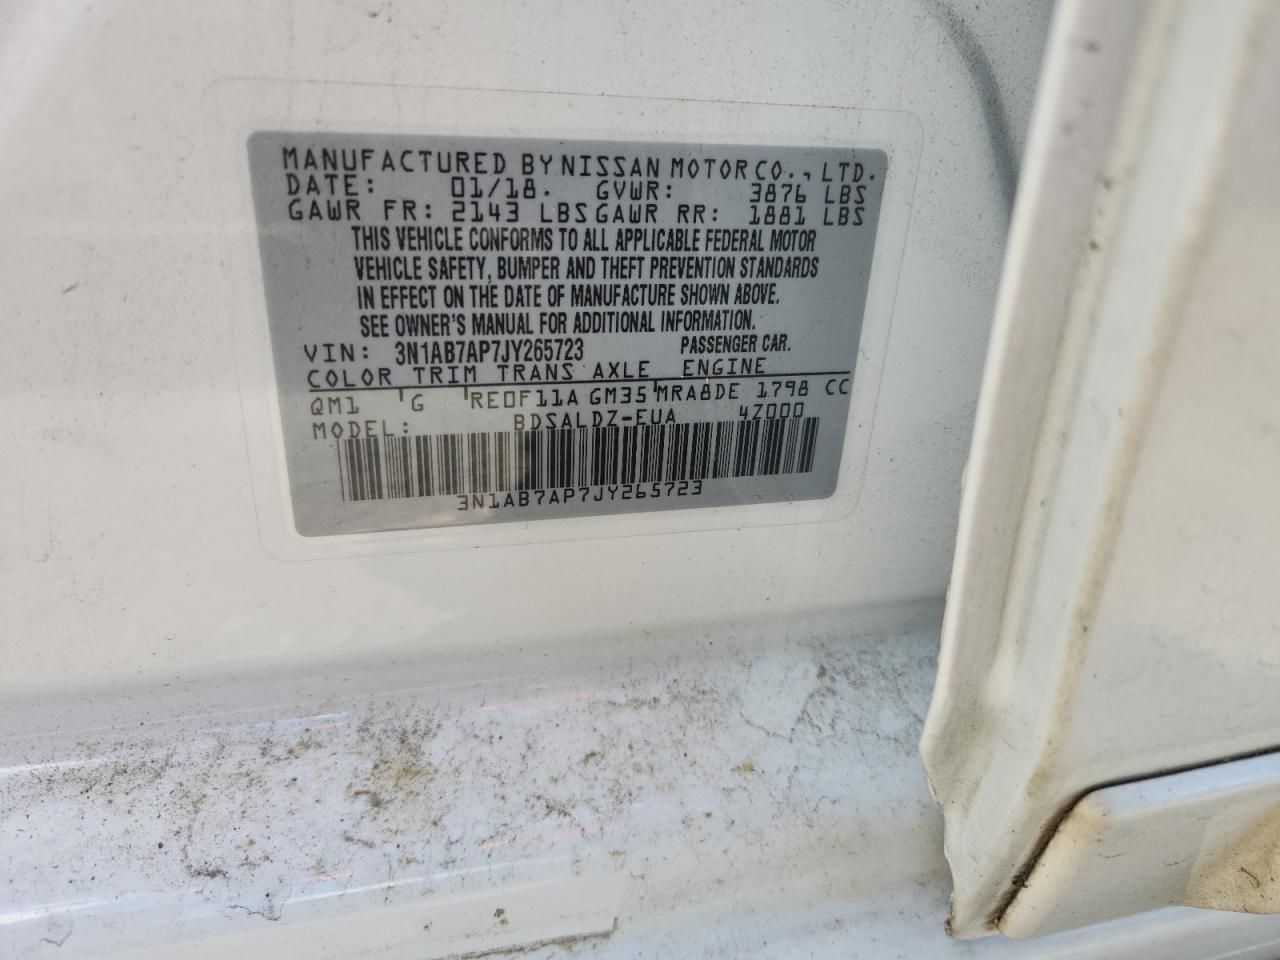 MANUFACTURED BY NISSAN MOTOR CO., LTD.
DATE: 01/18. GVWR: 3876 LBS
GAWR FR: 2143 LBS GAWR RR: 1881 LBS
THIS VEHICLE CONFORMS TO ALL APPLICABLE FEDERAL MOTOR
VEHICLE SAFETY, BUMPER AND THEFT PREVENTION STANDARDS
IN EFFECT ON THE DATE OF MANUFACTURE SHOWN ABOVE.
SEE OWNER'S MANUAL FOR ADDITIONAL INFORMATION.
VIN: 3N1AB7AP7JY265723 PASSENGER CAR.
COLOR TRIM TRANS AXLE ENGINE
QM1 G RE0F11A GM35 MRA8DE 1798 CC
MODEL: BDSALDZ-EUA 4Z000
3N1AB7AP7JY265723